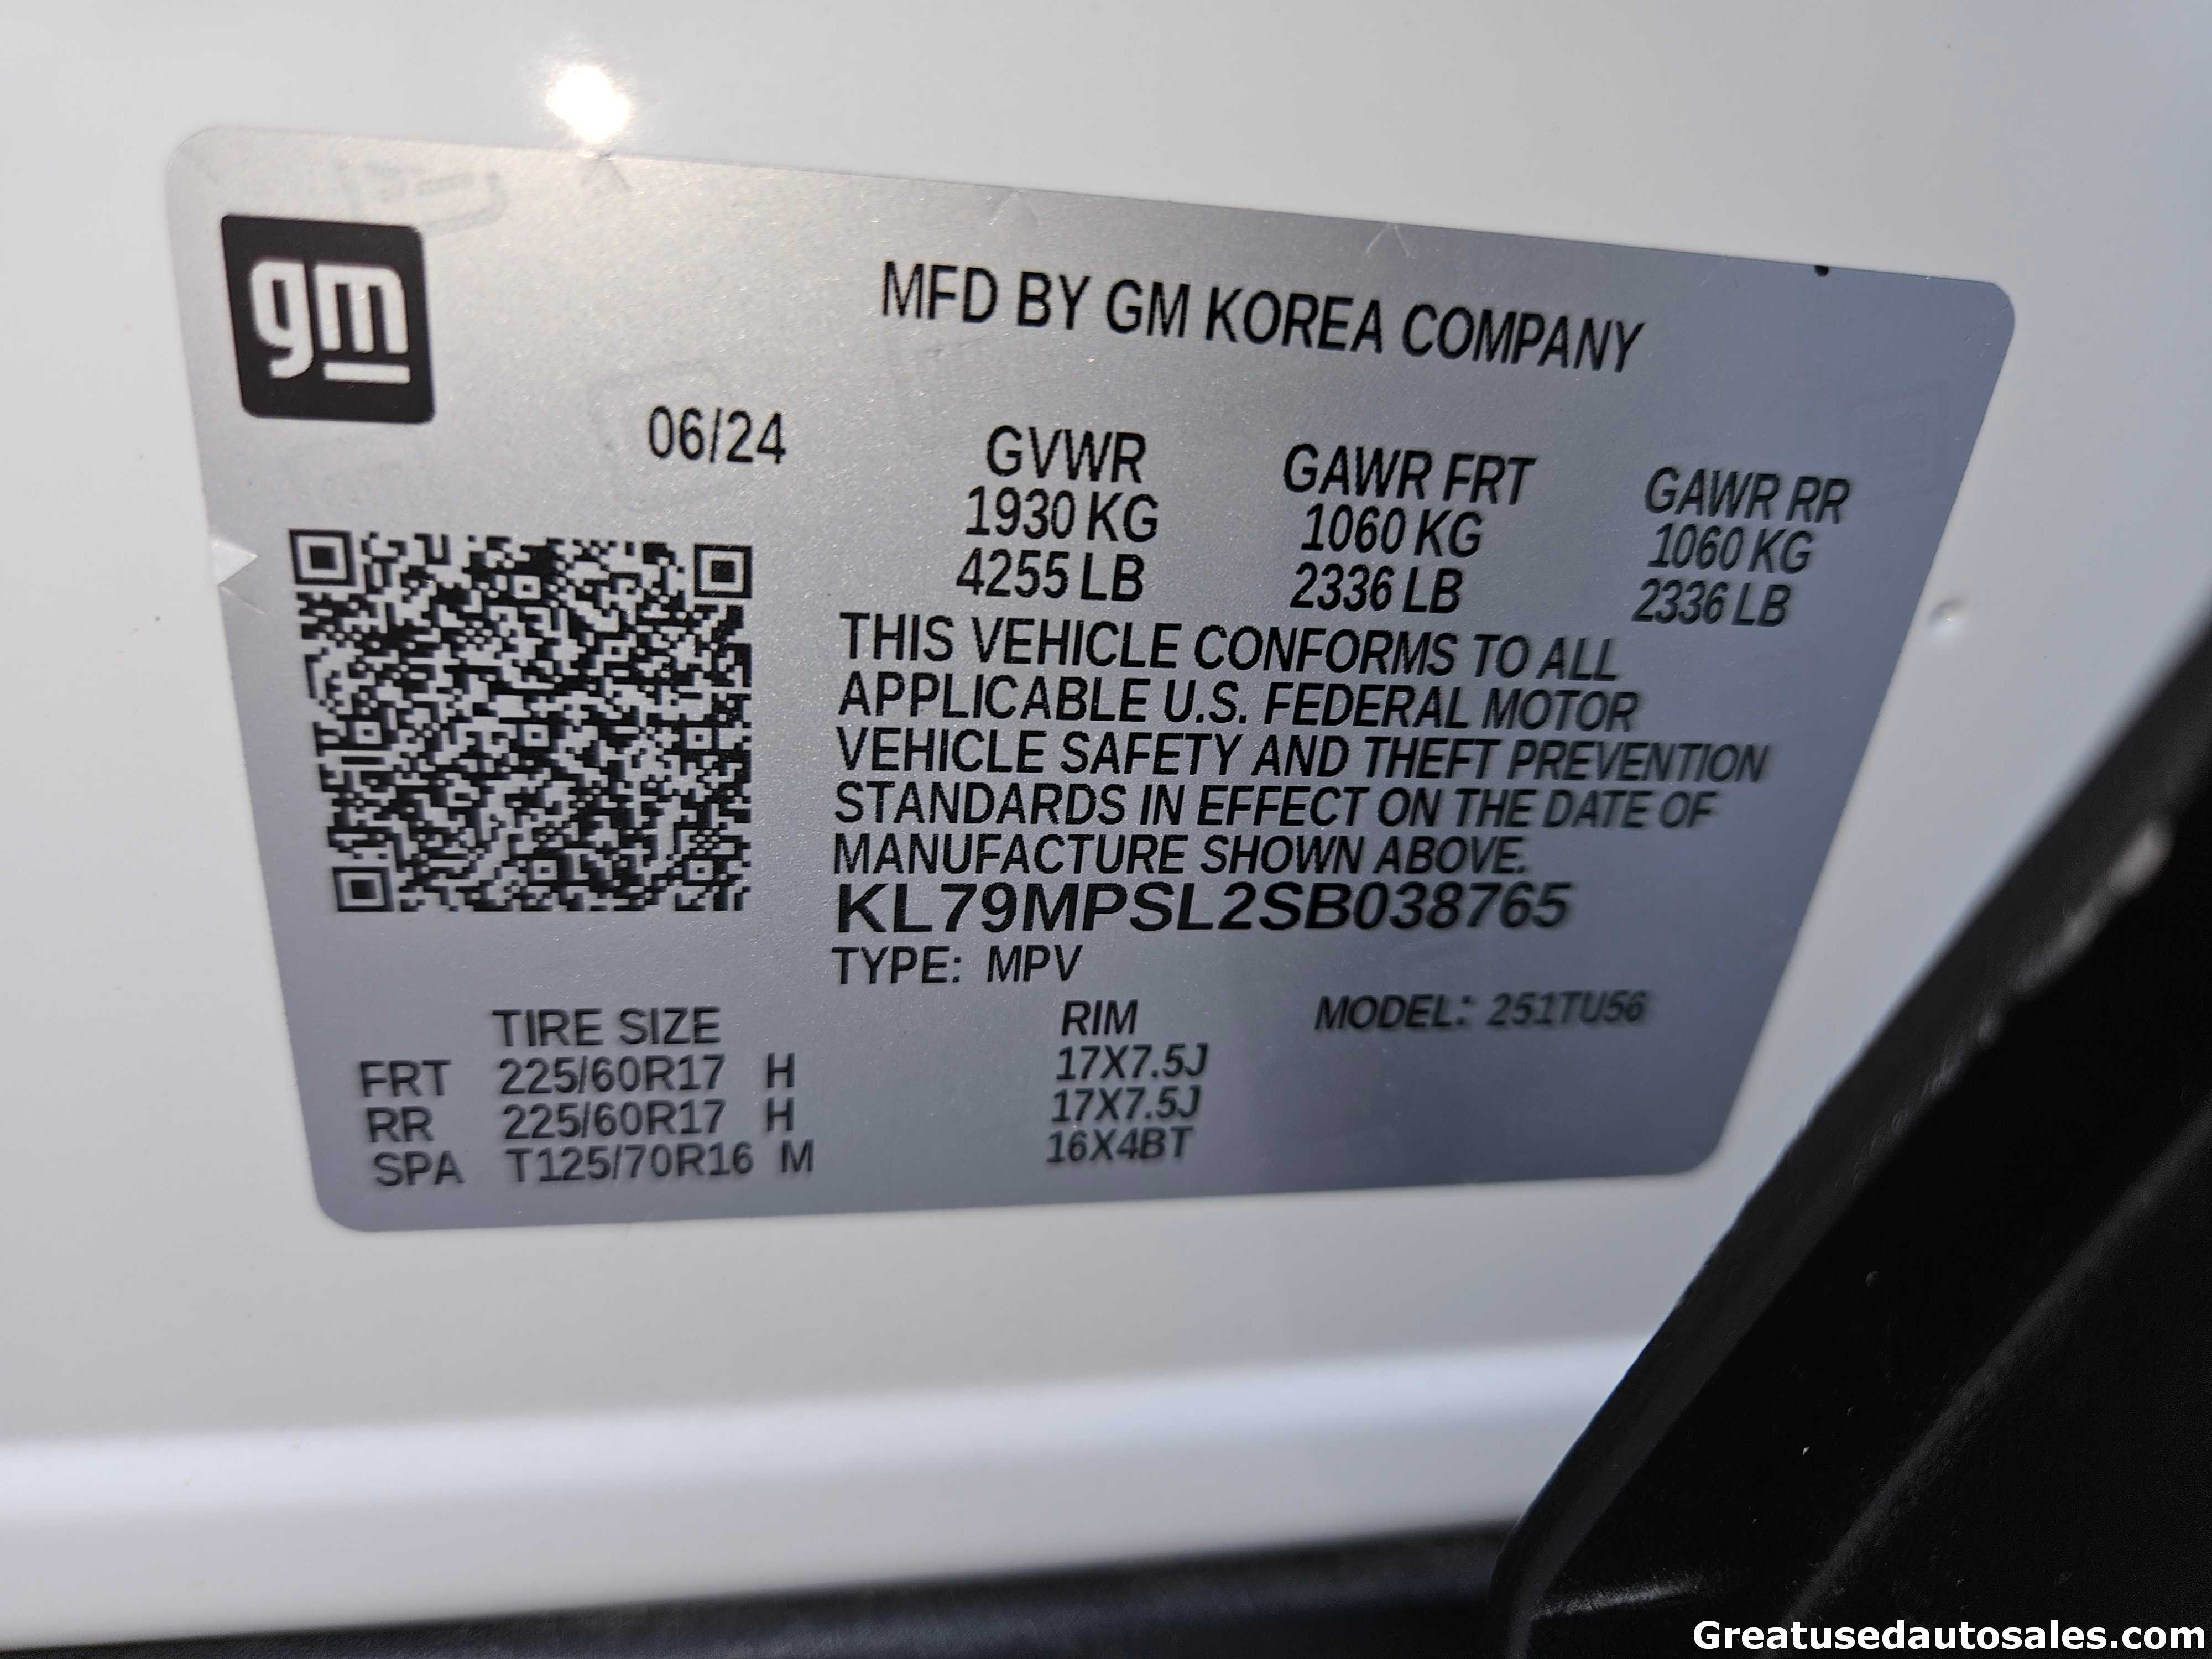 gm
MFD BY GM KOREA COMPANY
06/24
GVWR GAWR FRT GAWR RR
1930 KG 1060 KG 1060 KG
4255 LB 2336 LB 2336 LB
THIS VEHICLE CONFORMS TO ALL
APPLICABLE U.S. FEDERAL MOTOR
VEHICLE SAFETY AND THEFT PREVENTION
STANDARDS IN EFFECT ON THE DATE OF
MANUFACTURE SHOWN ABOVE.
KL79MPSL2SB038765
TYPE: MPV
TIRE SIZE RIM MODEL: 251TU56
FRT 225/60R17 H 17X7.5J
RR 225/60R17 H 17X7.5J
SPA T125/70R16 M 16X4BT
Greatusedautosales.com